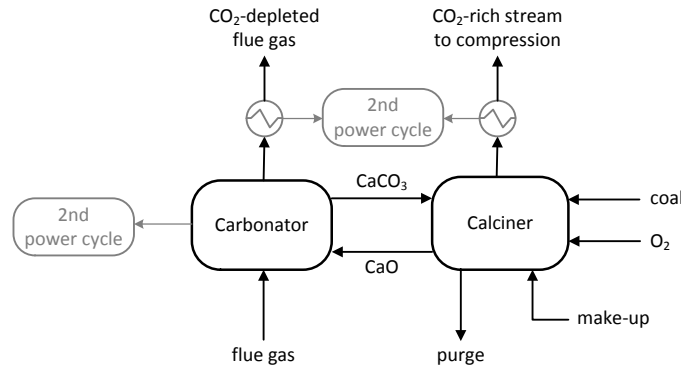 CO₂-depleted
flue gas
CO₂-rich stream
to compression
2nd
power cycle
CaCO₃
2nd
power cycle
Carbonator
Calciner
coal
O₂
CaO
make-up
flue gas
purge